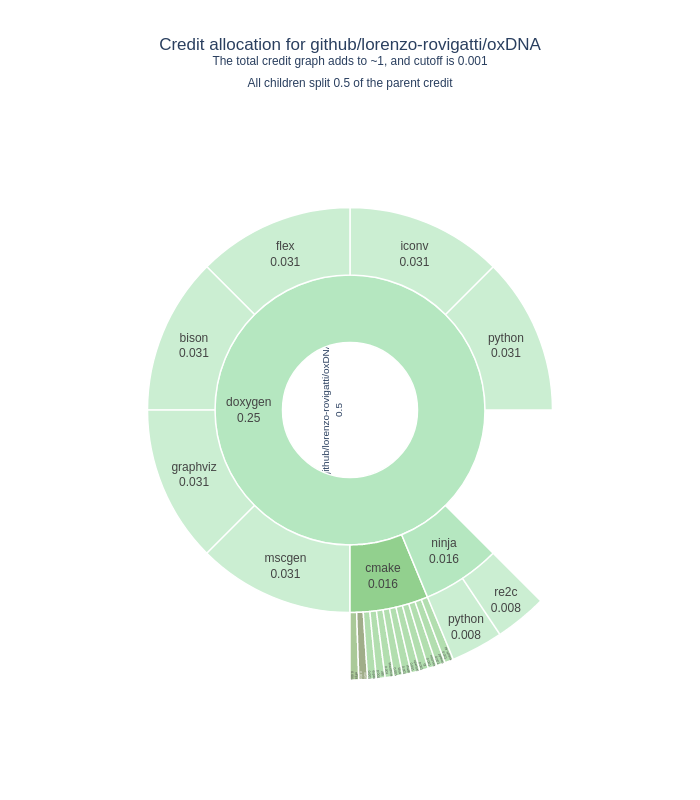 Credit allocation for github/lorenzo-rovigatti/oxDNA
The total credit graph adds to ~1, and cutoff is 0.001
All children split 0.5 of the parent credit
flex
0.031
iconv
0.031
bison
0.031
python
0.031
doxygen
0.25
ithub/lorenzo-rovigatti/oxDNA
0.5
graphviz
0.031
mscgen
0.031
cmake
0.016
ninja
0.016
re2c
0.008
python
0.008